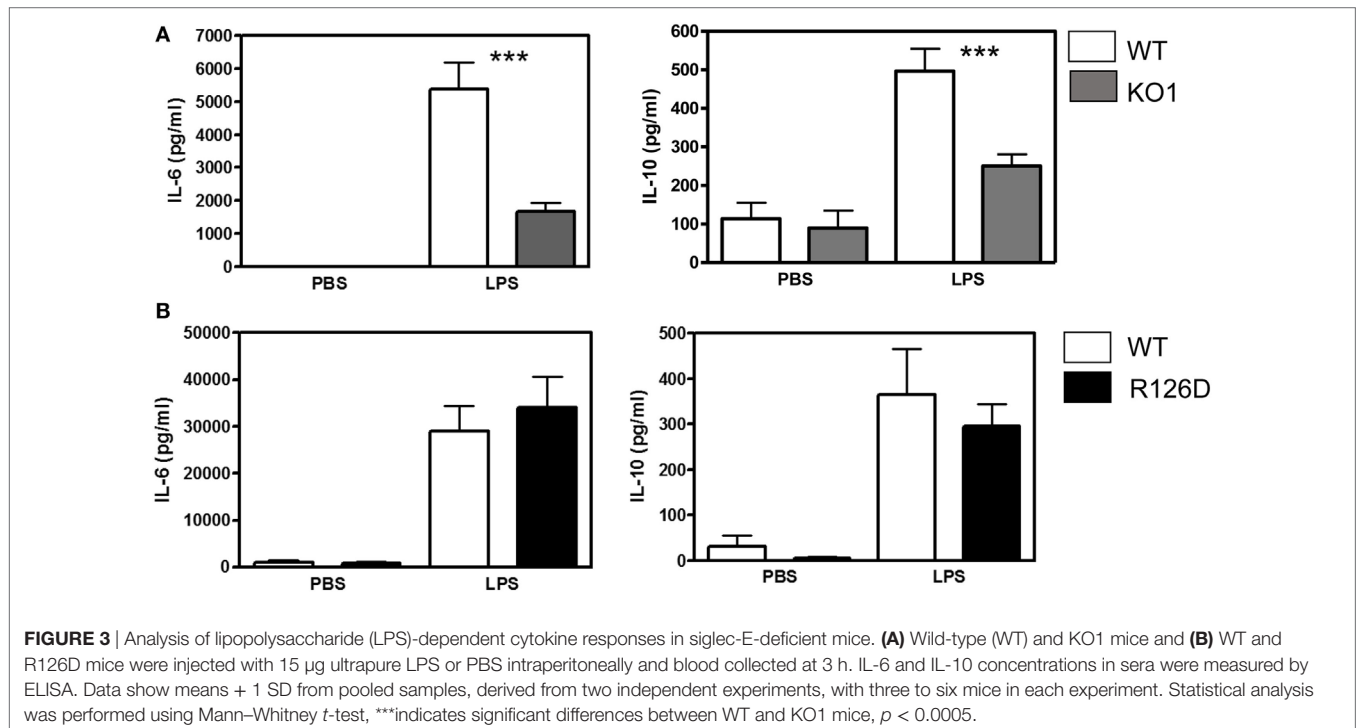 A
IL-6 (pg/ml)
7000
6000
5000
4000
3000
2000
1000
0
***
PBS
LPS
IL-10 (pg/ml)
600
500
400
300
200
100
0
***
PBS
LPS
WT
KO1
B
IL-6 (pg/ml)
50000
40000
30000
20000
10000
0
PBS
LPS
IL-10 (pg/ml)
500
400
300
200
100
0
PBS
LPS
WT
R126D
FIGURE 3 | Analysis of lipopolysaccharide (LPS)-dependent cytokine responses in siglec-E-deficient mice. (A) Wild-type (WT) and KO1 mice and (B) WT and
R126D mice were injected with 15 µg ultrapure LPS or PBS intraperitoneally and blood collected at 3 h. IL-6 and IL-10 concentrations in sera were measured by
ELISA. Data show means + 1 SD from pooled samples, derived from two independent experiments, with three to six mice in each experiment. Statistical analysis
was performed using Mann–Whitney t-test, ***indicates significant differences between WT and KO1 mice, p < 0.0005.